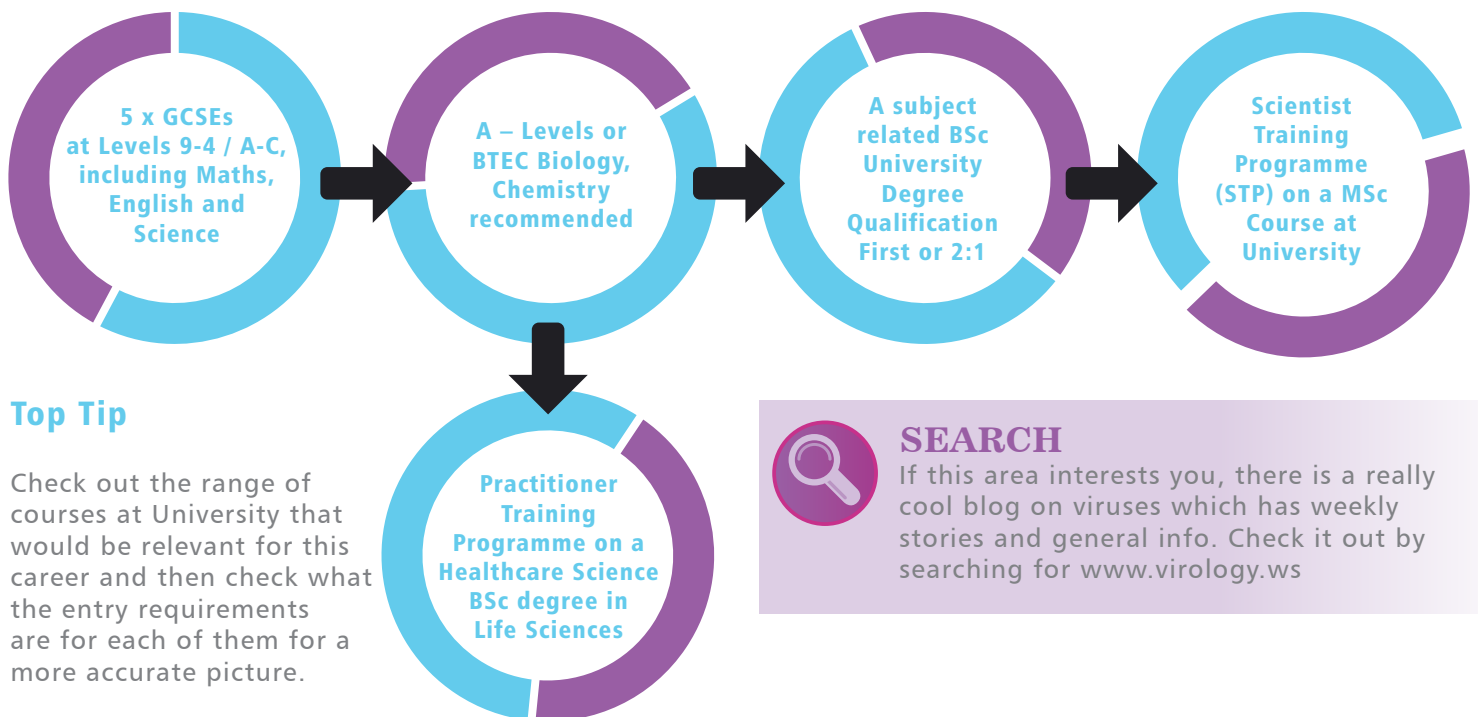 5 x GCSEs
at Levels 9-4 / A-C,
including Maths,
English and
Science
A – Levels or
BTEC Biology,
Chemistry
recommended
A subject
related BSc
University
Degree
Qualification
First or 2:1
Scientist
Training
Programme
(STP) on a MSc
Course at
University
Practitioner
Training
Programme on a
Healthcare Science
BSc degree in
Life Sciences
Top Tip
Check out the range of
courses at University that
would be relevant for this
career and then check what
the entry requirements
are for each of them for a
more accurate picture.
SEARCH
If this area interests you, there is a really
cool blog on viruses which has weekly
stories and general info. Check it out by
searching for www.virology.ws